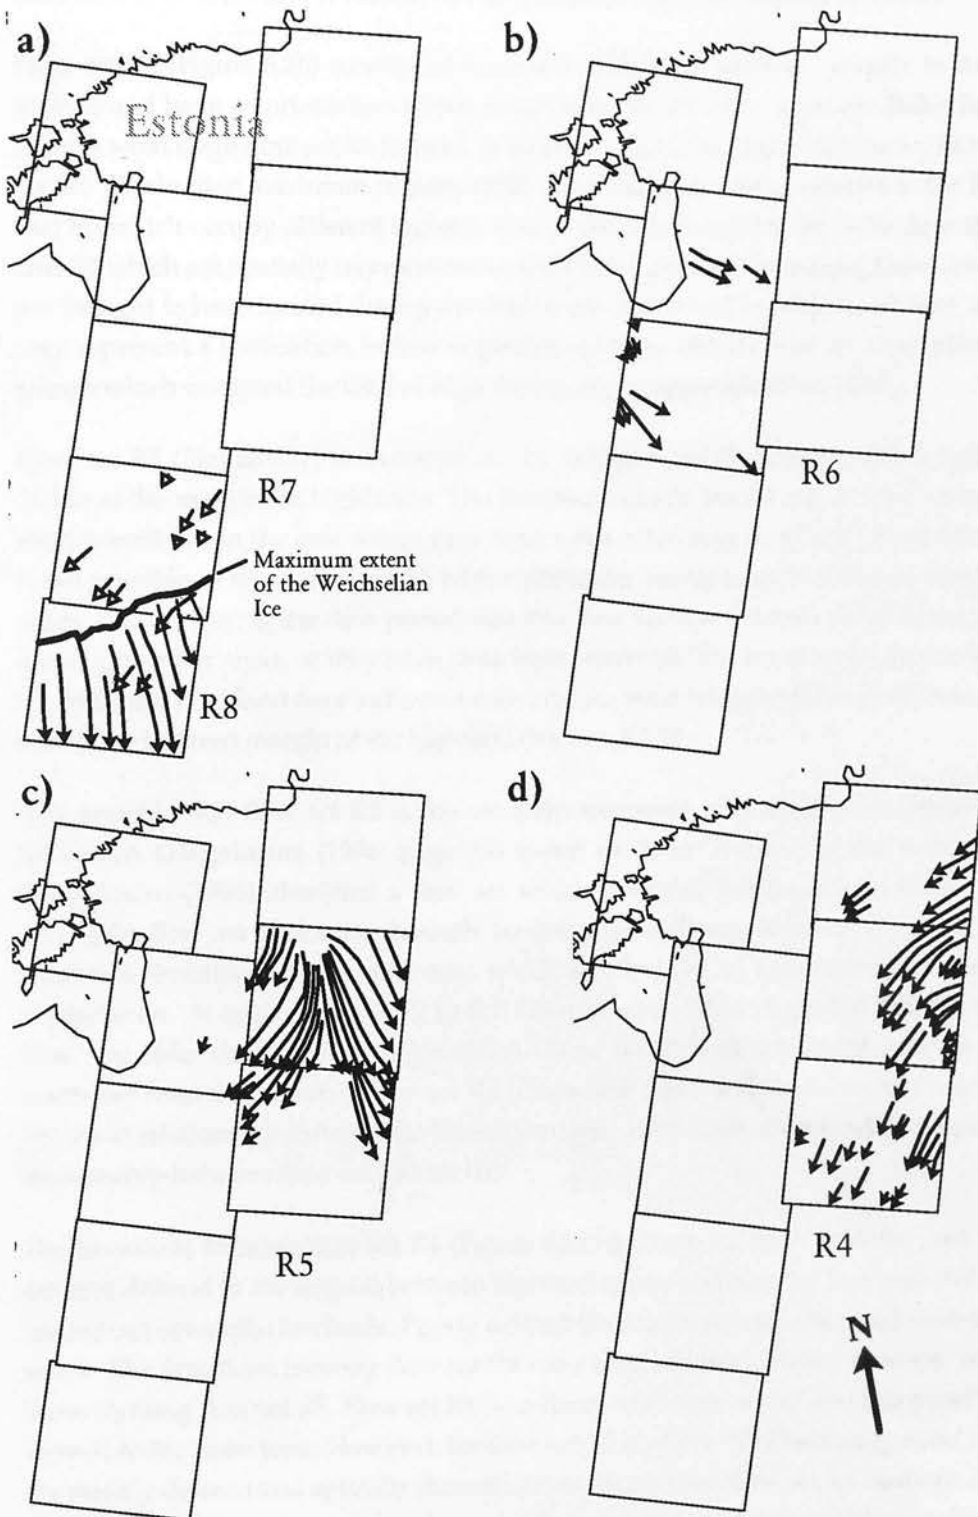 a)
Estonia
R7
Maximum extent
of the Weichselian
Ice
R8
b)
R6
c)
R5
d)
R4
N